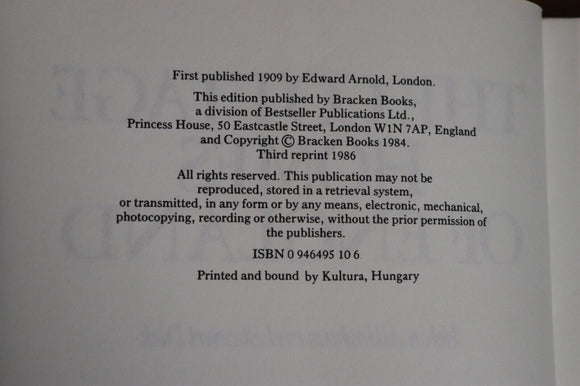 First published 1909 by Edward Arnold, London.
This edition published by Bracken Books,
a division of Bestseller Publications Ltd.,
Princess House, 50 Eastcastle Street, London W1N 7AP, England
and Copyright © Bracken Books 1984.
Third reprint 1986
All rights reserved. This publication may not be
reproduced, stored in a retrieval system,
or transmitted, in any form or by any means, electronic, mechanical,
photocopying, recording or otherwise, without the prior permission of
the publishers.
ISBN 0 946495 10 6
Printed and bound by Kultura, Hungary